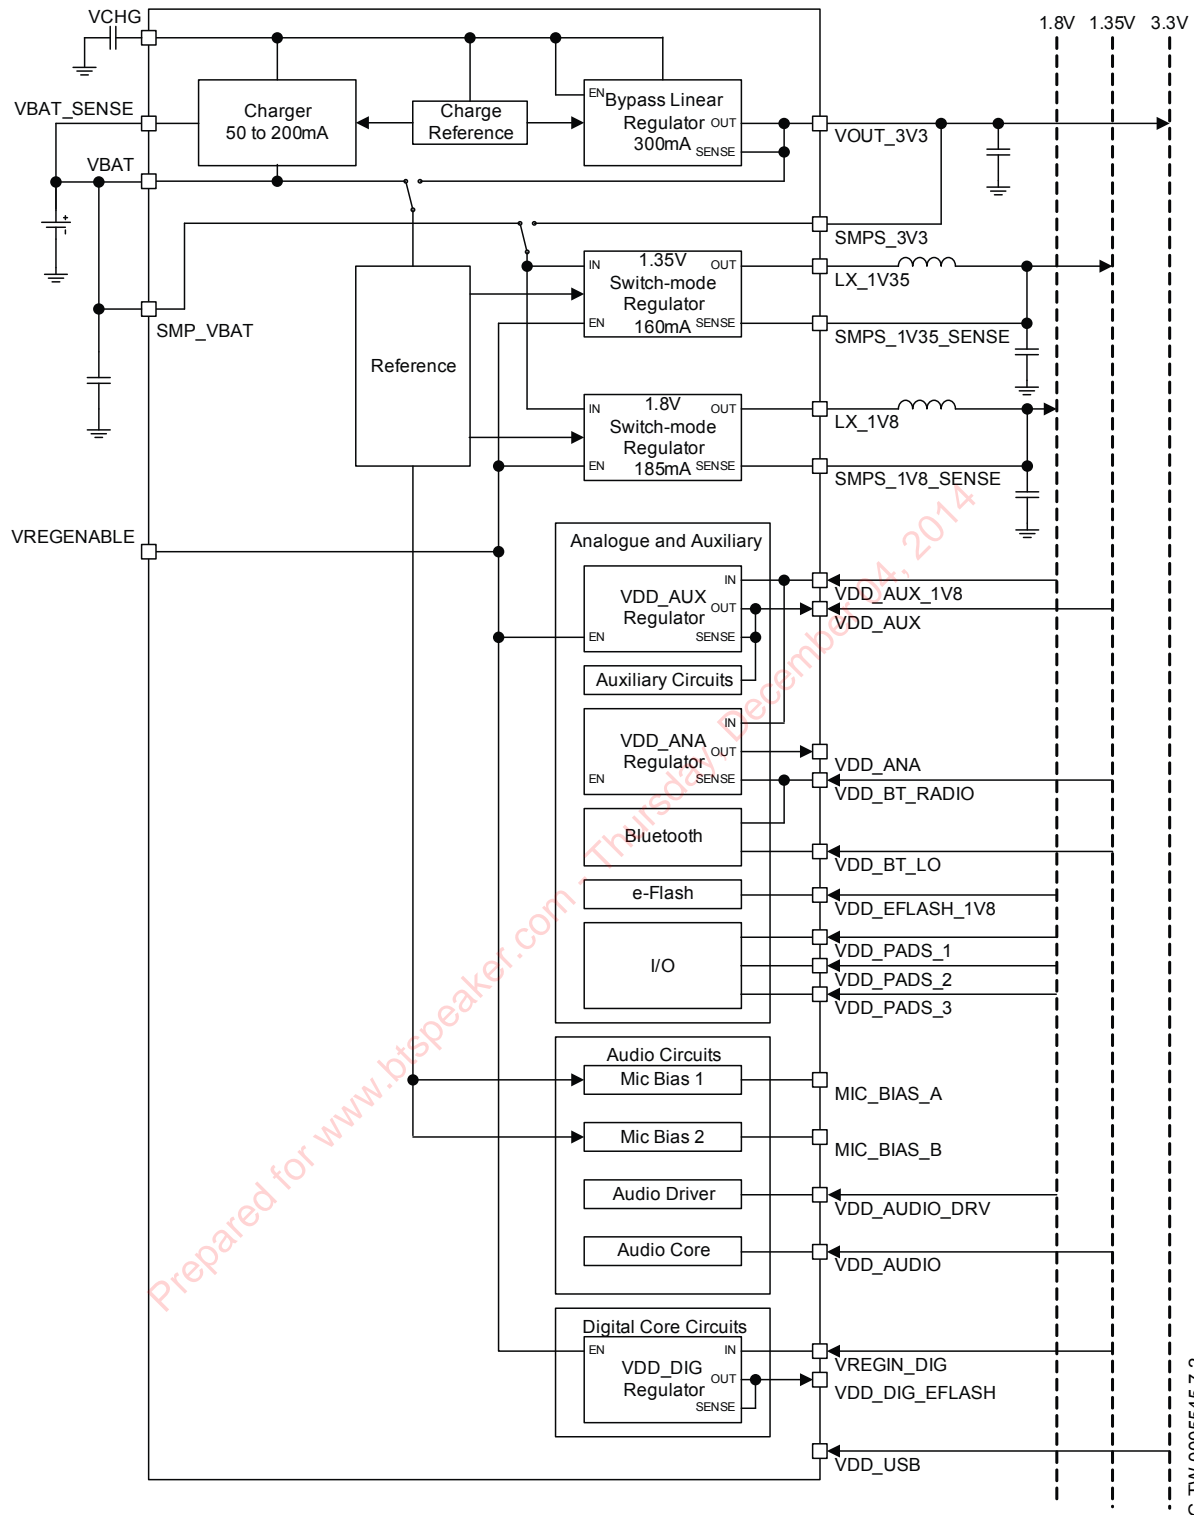 VCHG
1.8V 1.35V 3.3V
VBAT_SENSE
Charger
50 to 200mA
Charge
Reference
EN
Bypass Linear
Regulator
300mA
OUT
SENSE
VOUT_3V3
VBAT
SMPS_3V3
SMP_VBAT
Reference
IN
1.35V
OUT
Switch-mode
Regulator
EN
160mA
SENSE
LX_1V35
SMPS_1V35_SENSE
IN
1.8V
OUT
Switch-mode
Regulator
EN
185mA
SENSE
LX_1V8
SMPS_1V8_SENSE
VREGENABLE
Analogue and Auxiliary
IN
VDD_AUX
Regulator
OUT
EN
SENSE
VDD_AUX_1V8
VDD_AUX
Auxiliary Circuits
IN
VDD_ANA
Regulator
OUT
EN
SENSE
VDD_ANA
VDD_BT_RADIO
Bluetooth
VDD_BT_LO
e-Flash
VDD_EFLASH_1V8
I/O
VDD_PADS_1
VDD_PADS_2
VDD_PADS_3
Audio Circuits
Mic Bias 1
MIC_BIAS_A
Mic Bias 2
MIC_BIAS_B
Audio Driver
VDD_AUDIO_DRV
Audio Core
VDD_AUDIO
Digital Core Circuits
EN
IN
VDD_DIG
Regulator
OUT
SENSE
VREGIN_DIG
VDD_DIG_EFLASH
VDD_USB
Prepared for www.btspeaker.com - Thursday, December 04, 2014